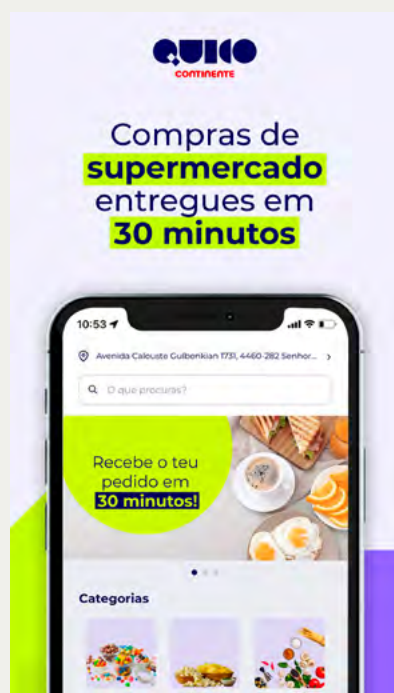 QUICO
CONTINENTE
Compras de
supermercado
entregues em
30 minutos
10:53
Avenida Calouste Gulbenkian 1731, 4460-282 Senhor...
O que procuras?
Recebe o teu
pedido em
30 minutos!
Categorias